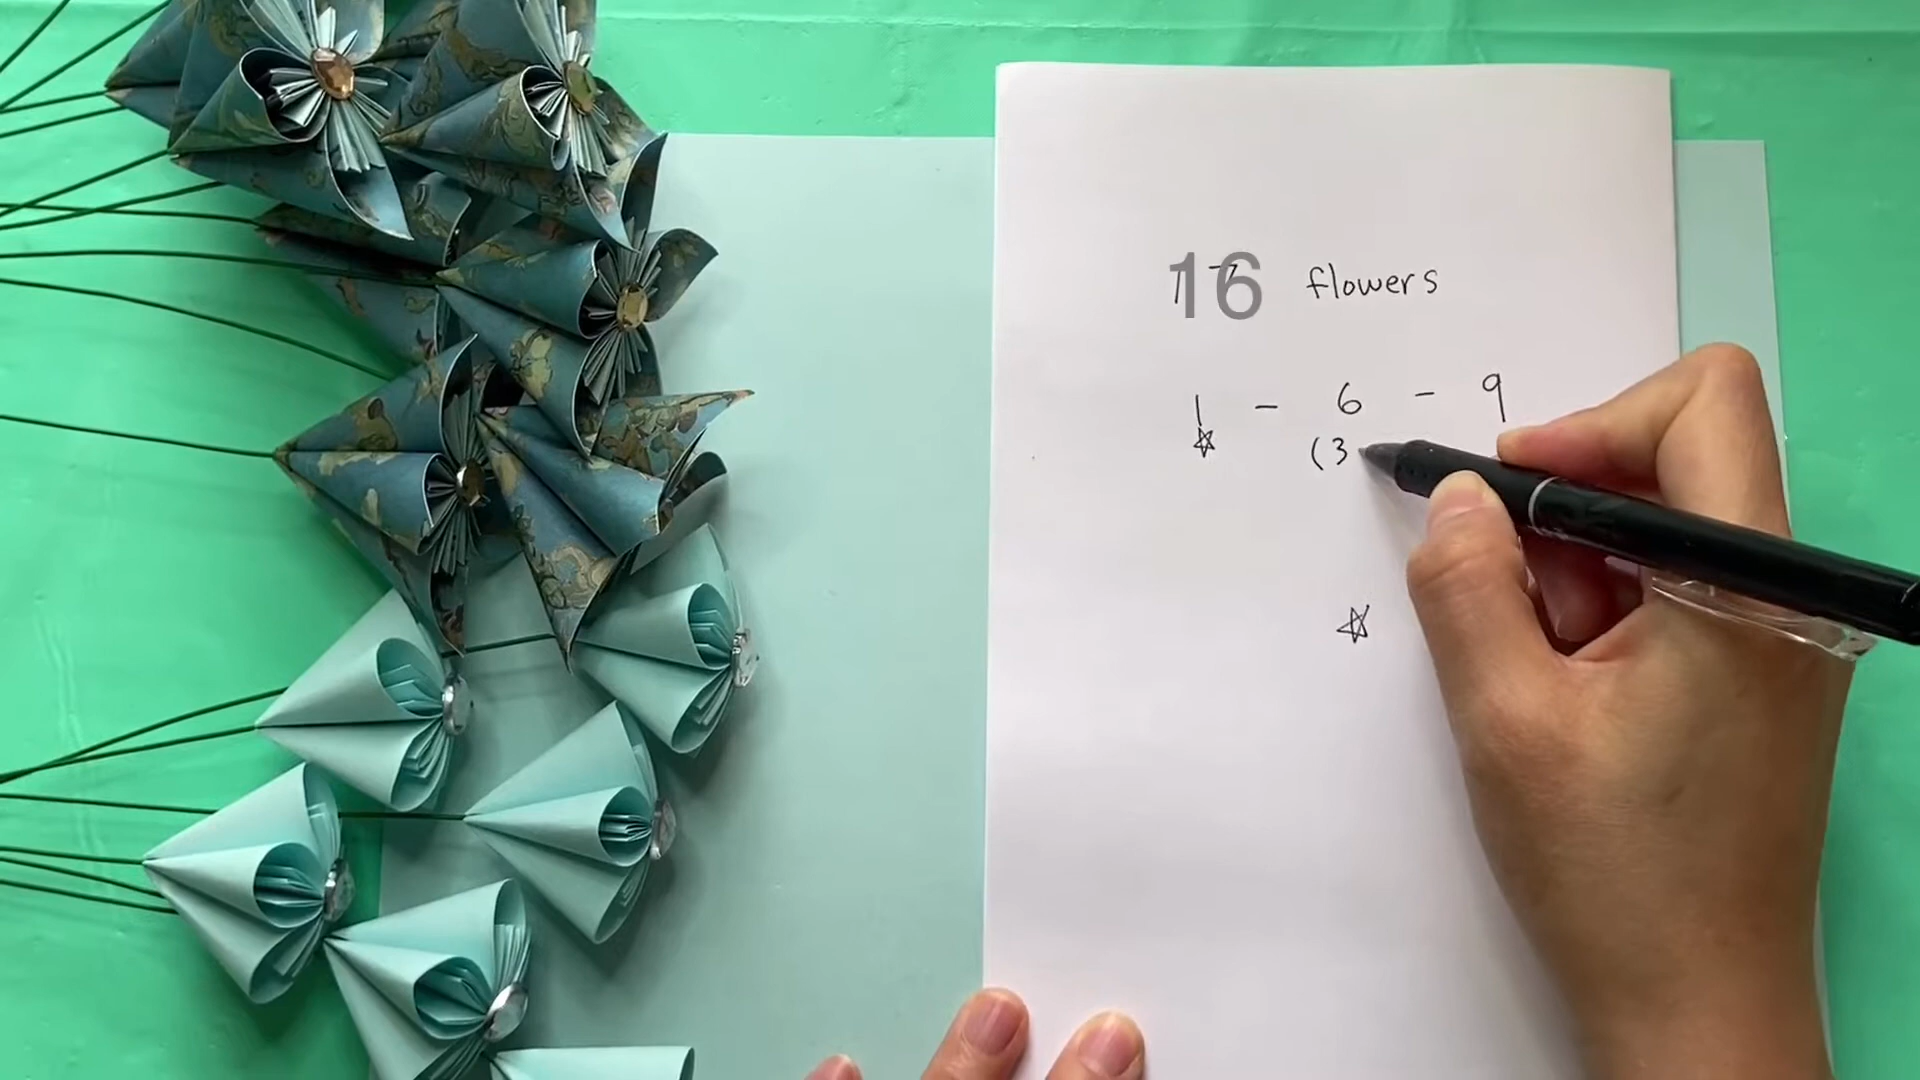 16 flowers
1 - 6 - 9
☆ (3
☆